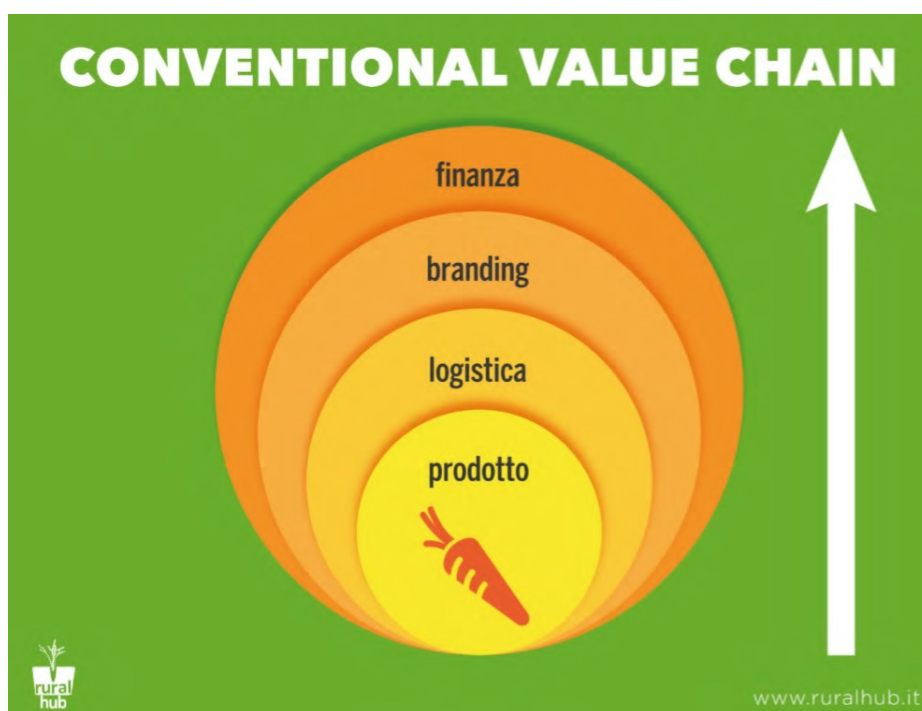 CONVENTIONAL VALUE CHAIN
finanza
branding
logistica
prodotto
rural
hub
www.ruralhub.it